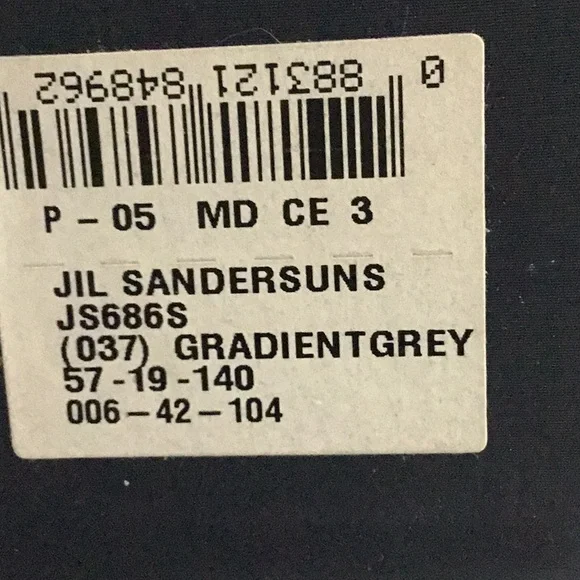 0 883121 848962
P-05 MD CE 3
JIL SANDERSUNS
JS686S
(037) GRADIENTGREY
57-19-140
006-42-104